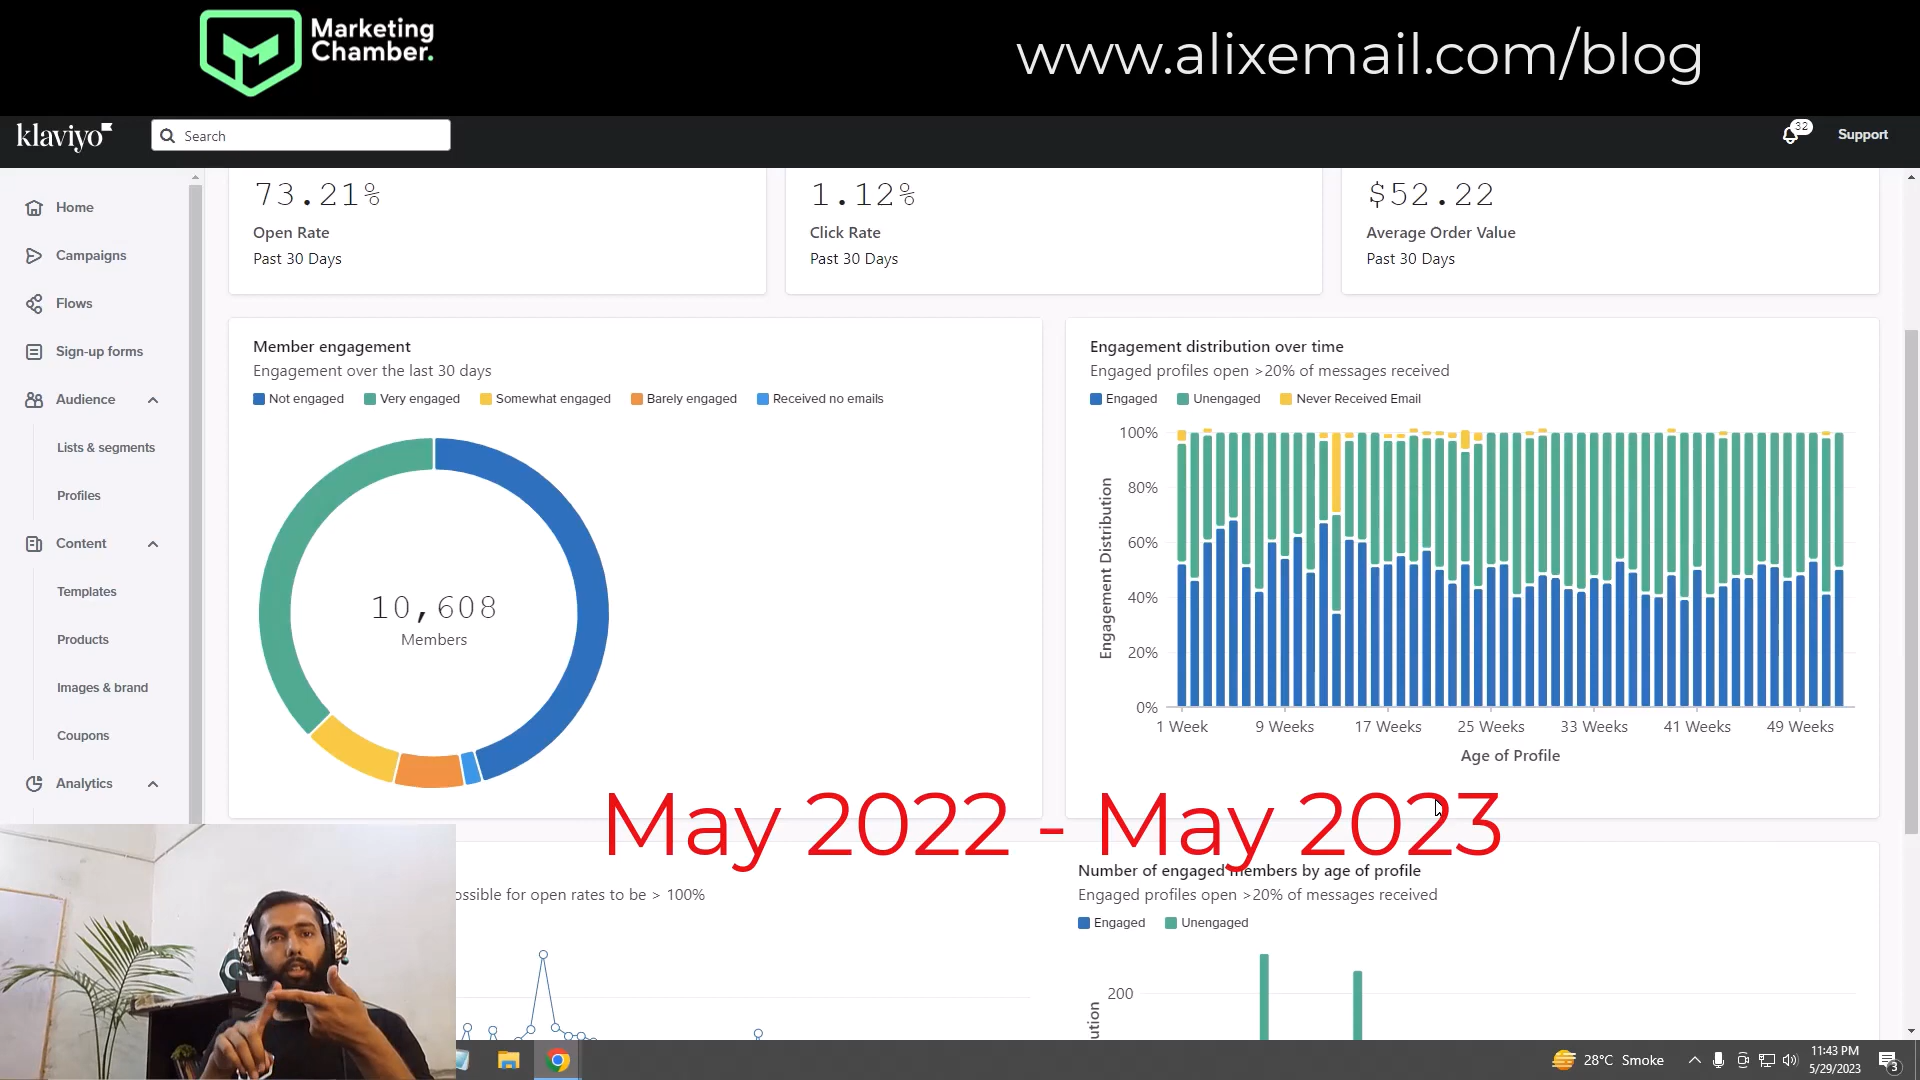 Marketing
Chamber.
www.alixemail.com/blog
klaviyo
Search
32
Support
Home
Campaigns
Flows
Sign-up forms
Audience
Lists & segments
Profiles
Content
Templates
Products
Images & brand
Coupons
Analytics
73.21%
Open Rate
Past 30 Days
1.12%
Click Rate
Past 30 Days
$52.22
Average Order Value
Past 30 Days
Member engagement
Engagement over the last 30 days
Not engaged Very engaged Somewhat engaged Barely engaged Received no emails
10,608
Members
Engagement distribution over time
Engaged profiles open >20% of messages received
Engaged Unengaged Never Received Email
Engagement Distribution
100%
80%
60%
40%
20%
0%
1 Week 9 Weeks 17 Weeks 25 Weeks 33 Weeks 41 Weeks 49 Weeks
Age of Profile
May 2022 - May 2023
ossible for open rates to be > 100%
Number of engaged members by age of profile
Engaged profiles open >20% of messages received
Engaged Unengaged
200
ution
28°C Smoke
11:43 PM
5/29/2023
3